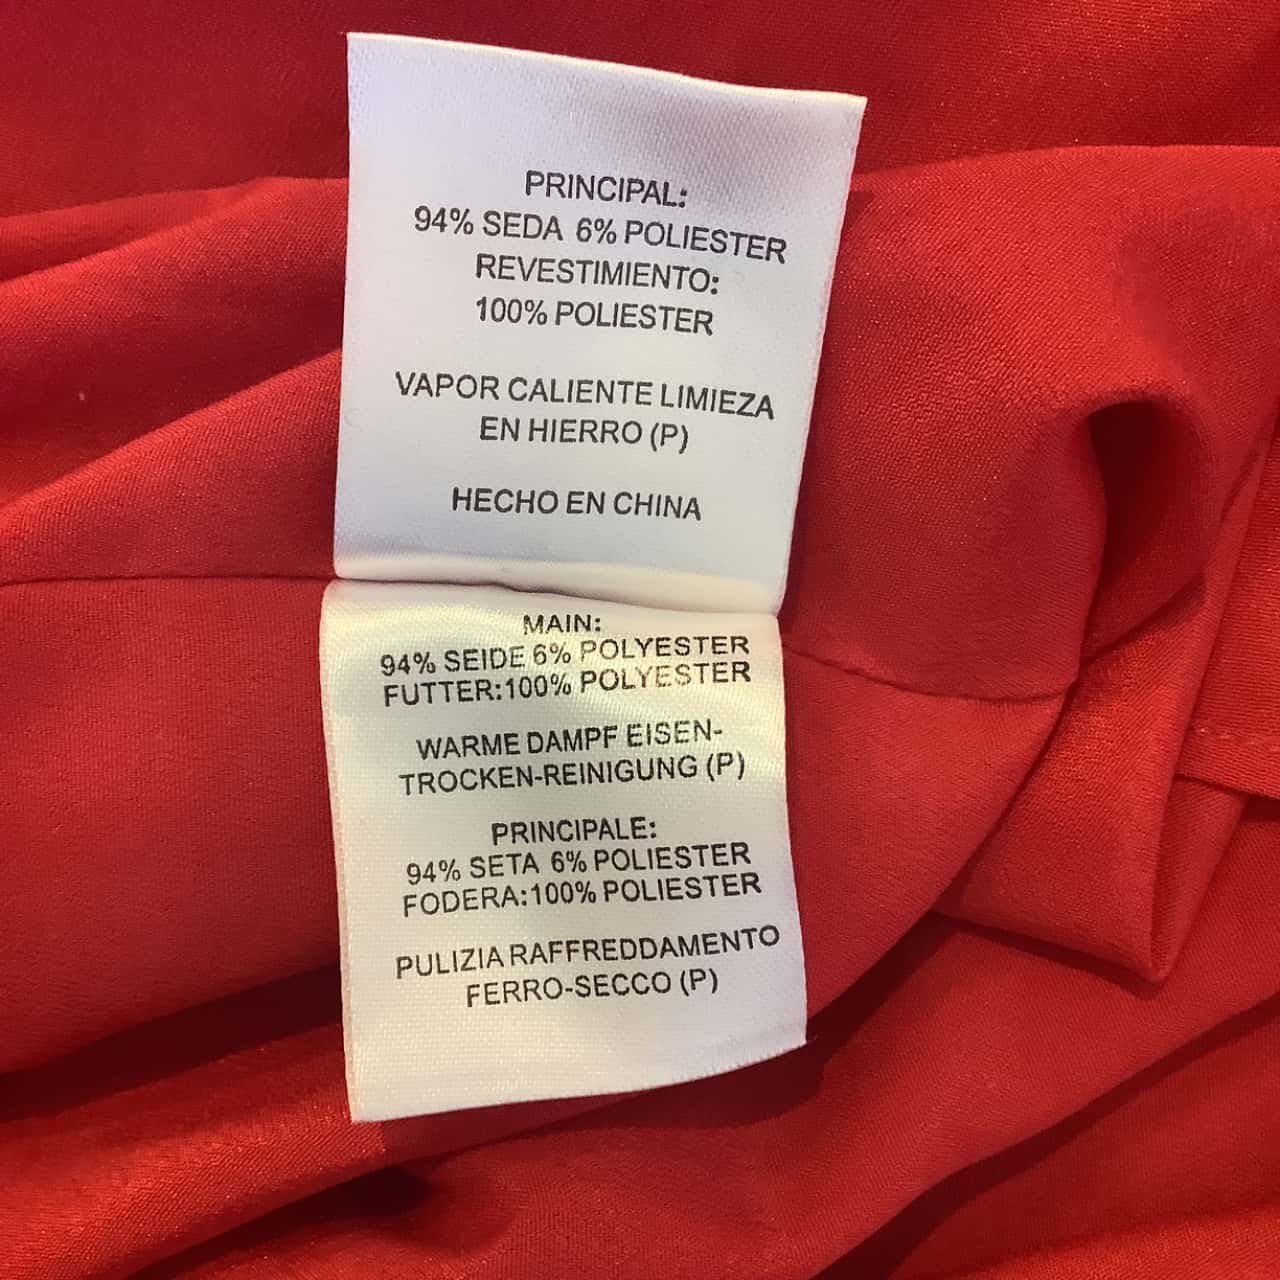 PRINCIPAL:
94% SEDA 6% POLIESTER
REVESTIMIENTO:
100% POLIESTER
VAPOR CALIENTE LIMIEZA
EN HIERRO (P)
HECHO EN CHINA
MAIN:
94% SEIDE 6% POLYESTER
FUTTER:100% POLYESTER
WARME DAMPF EISEN-
TROCKEN-REINIGUNG (P)
PRINCIPALE:
94% SETA 6% POLIESTER
FODERA:100% POLIESTER
PULIZIA RAFFREDDAMENTO
FERRO-SECCO (P)